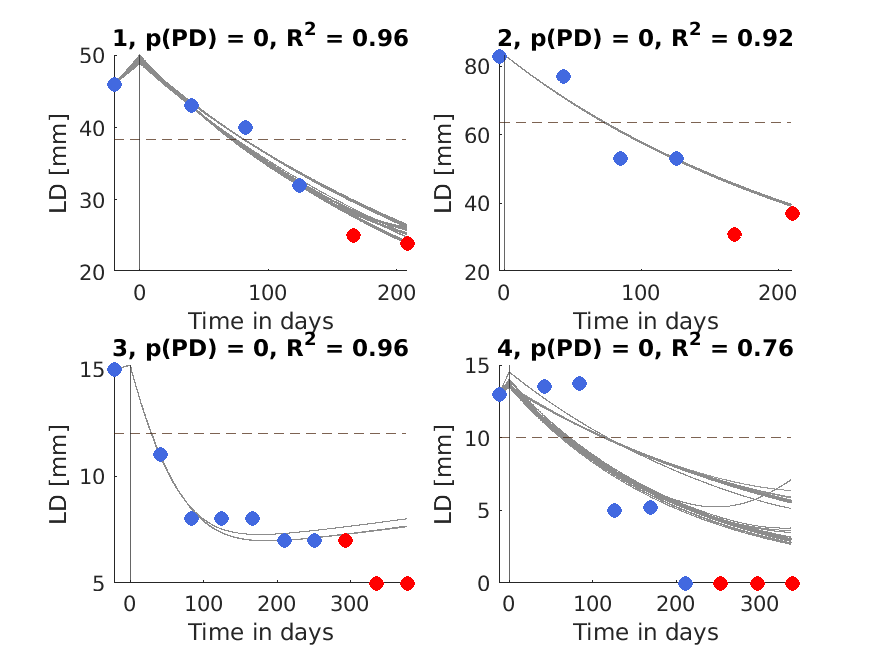 1, p(PD) = 0, R² = 0.96
50
40
30
20
LD [mm]
0
100
200
Time in days
2, p(PD) = 0, R² = 0.92
80
60
40
20
LD [mm]
0
100
200
Time in days
3, p(PD) = 0, R² = 0.96
15
10
5
LD [mm]
0
100
200
300
Time in days
4, p(PD) = 0, R² = 0.76
15
10
5
0
LD [mm]
0
100
200
300
Time in days